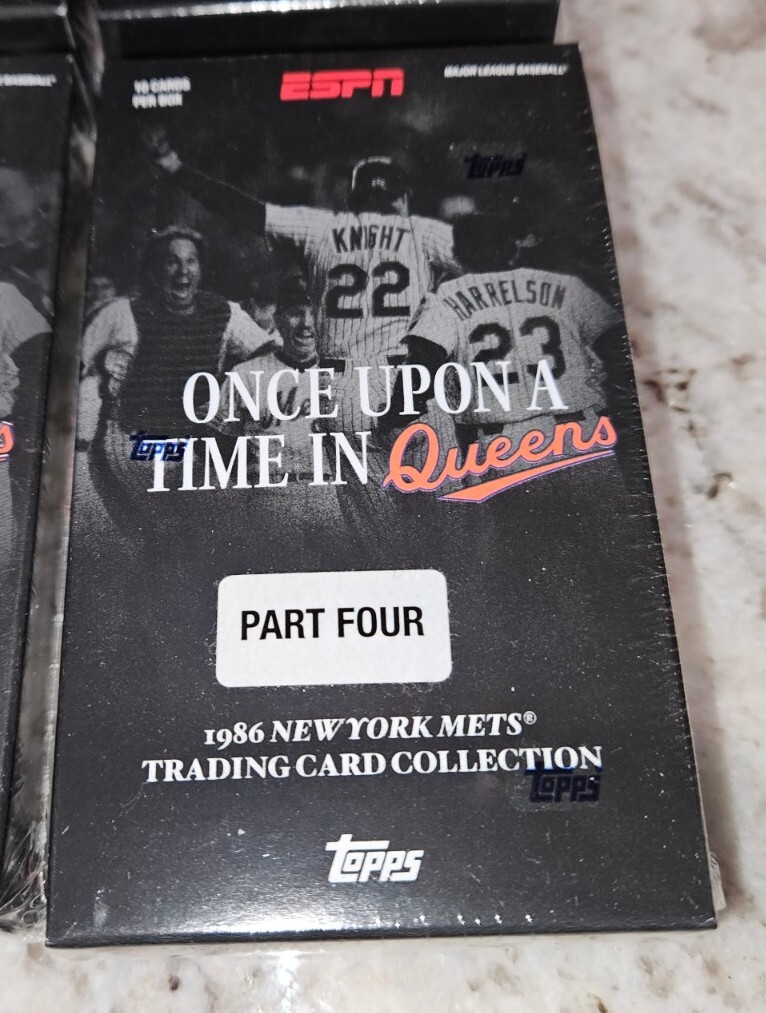 10 CARDS
PER BOX
ESPN
MAJOR LEAGUE BASEBALL
topps
KNIGHT
22
HARRELSON
23
Mets
ONCE UPON A
TIME IN Queens
topps
PART FOUR
1986 NEW YORK METS®
TRADING CARD COLLECTION
topps
topps